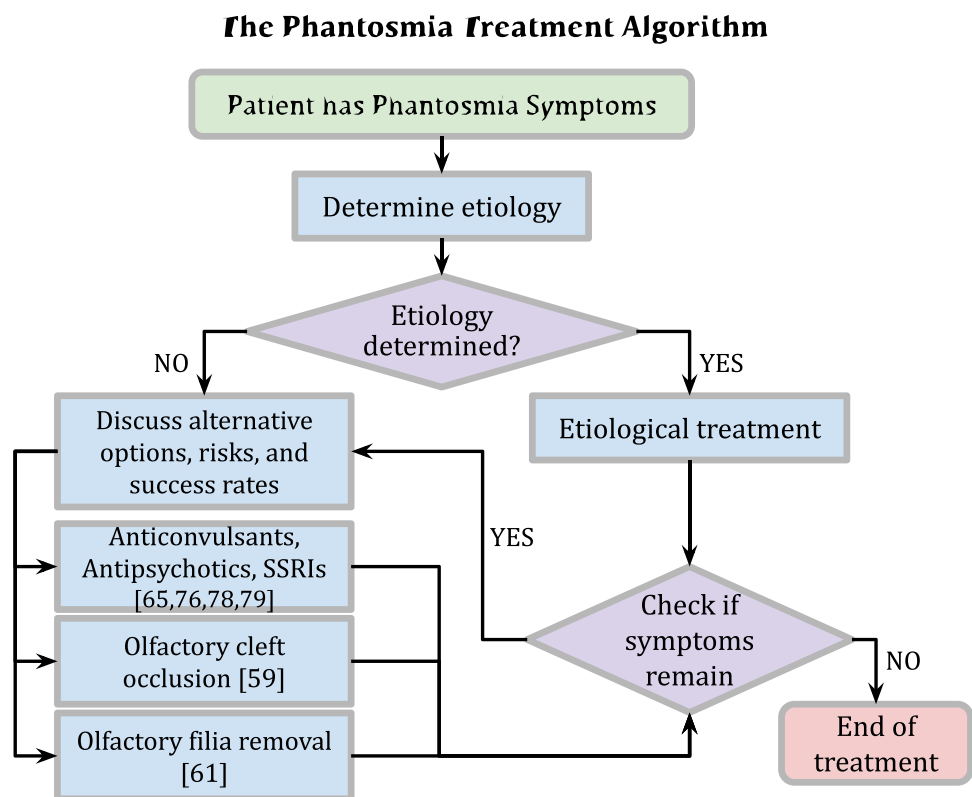 The Phantosmia Treatment Algorithm
Patient has Phantosmia Symptoms
Determine etiology
Etiology
determined?
NO
YES
Discuss alternative
options, risks, and
success rates
Etiological treatment
YES
Anticonvulsants,
Antipsychotics, SSRIs
[65,76,78,79]
Check if
symptoms
remain
Olfactory cleft
occlusion [59]
NO
Olfactory filia removal
[61]
End of
treatment